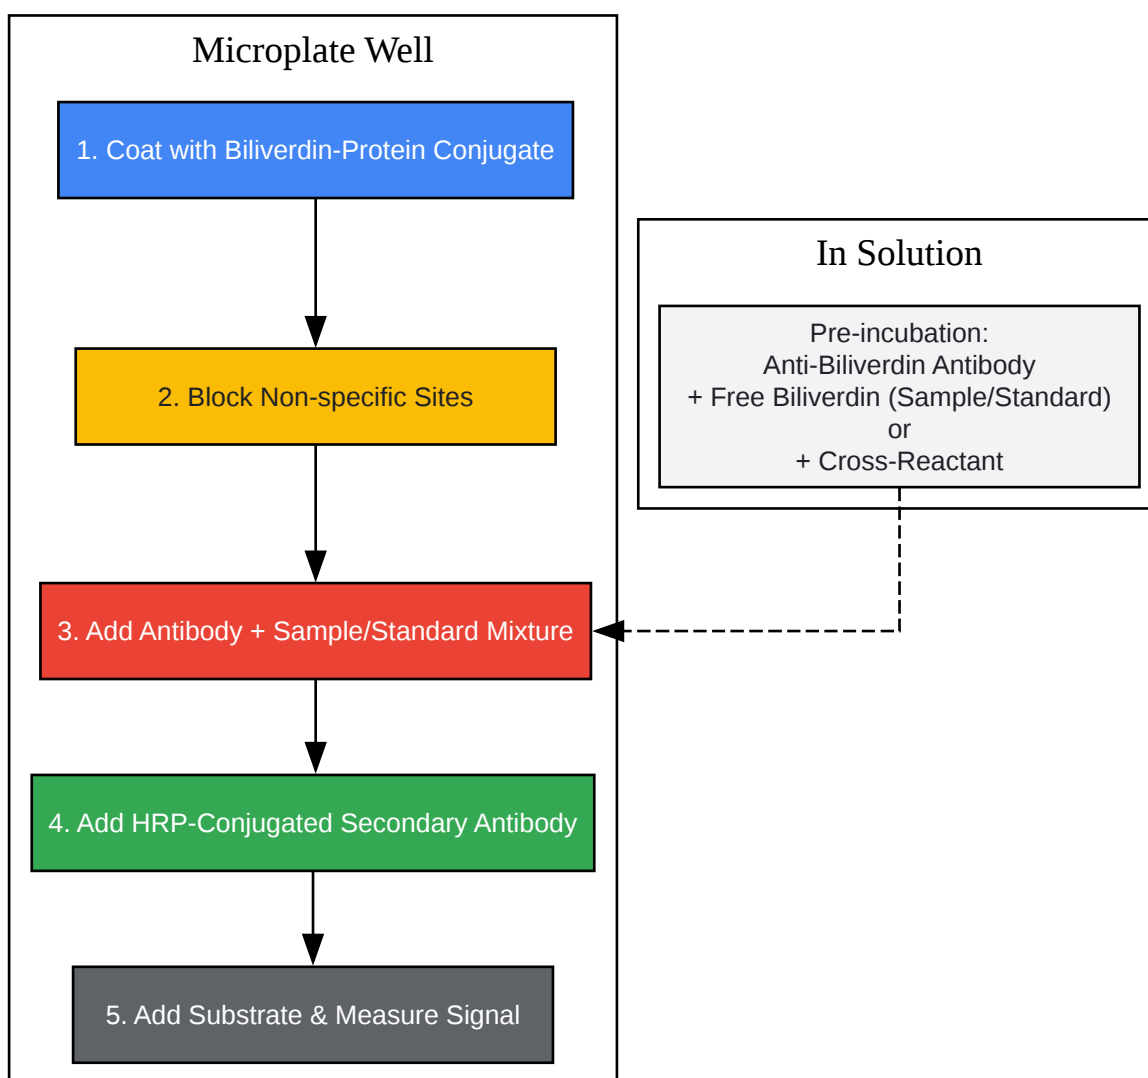 Microplate Well
1. Coat with Biliverdin-Protein Conjugate
2. Block Non-specific Sites
3. Add Antibody + Sample/Standard Mixture
4. Add HRP-Conjugated Secondary Antibody
5. Add Substrate & Measure Signal
In Solution
Pre-incubation:
Anti-Biliverdin Antibody
+ Free Biliverdin (Sample/Standard)
or
+ Cross-Reactant